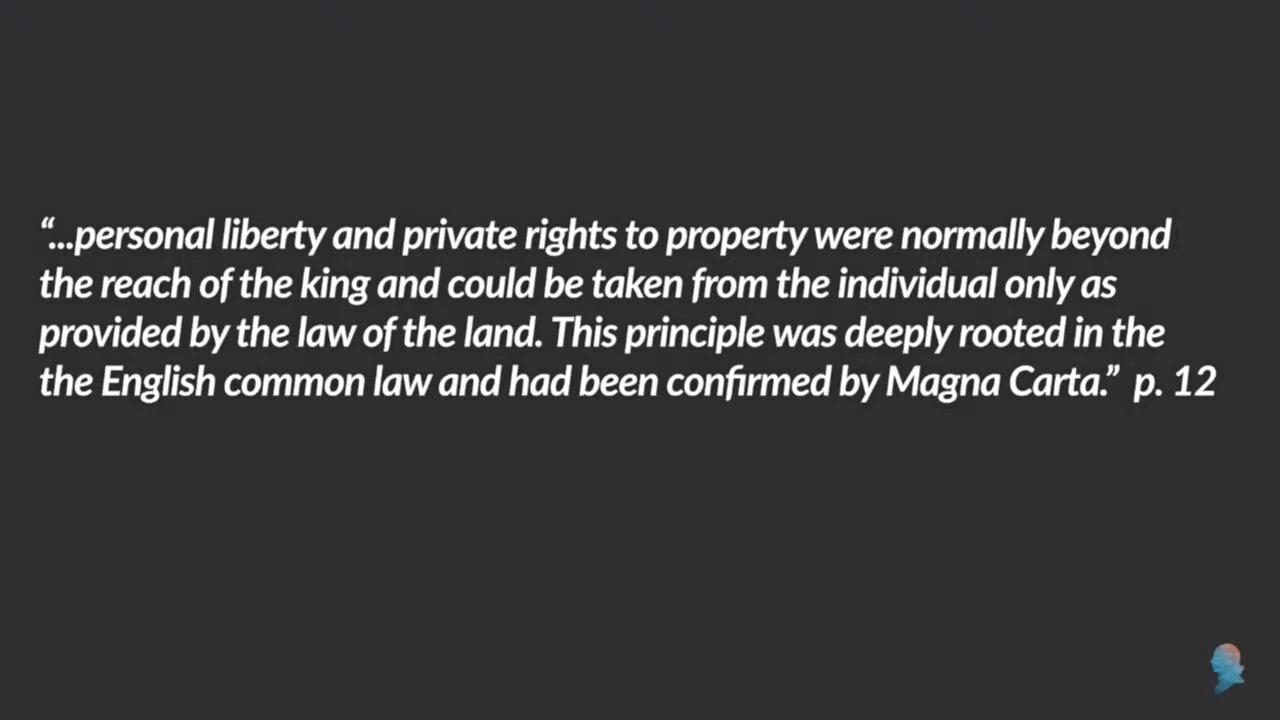 “...personal liberty and private rights to property were normally beyond
the reach of the king and could be taken from the individual only as
provided by the law of the land. This principle was deeply rooted in the
the English common law and had been confirmed by Magna Carta.” p. 12